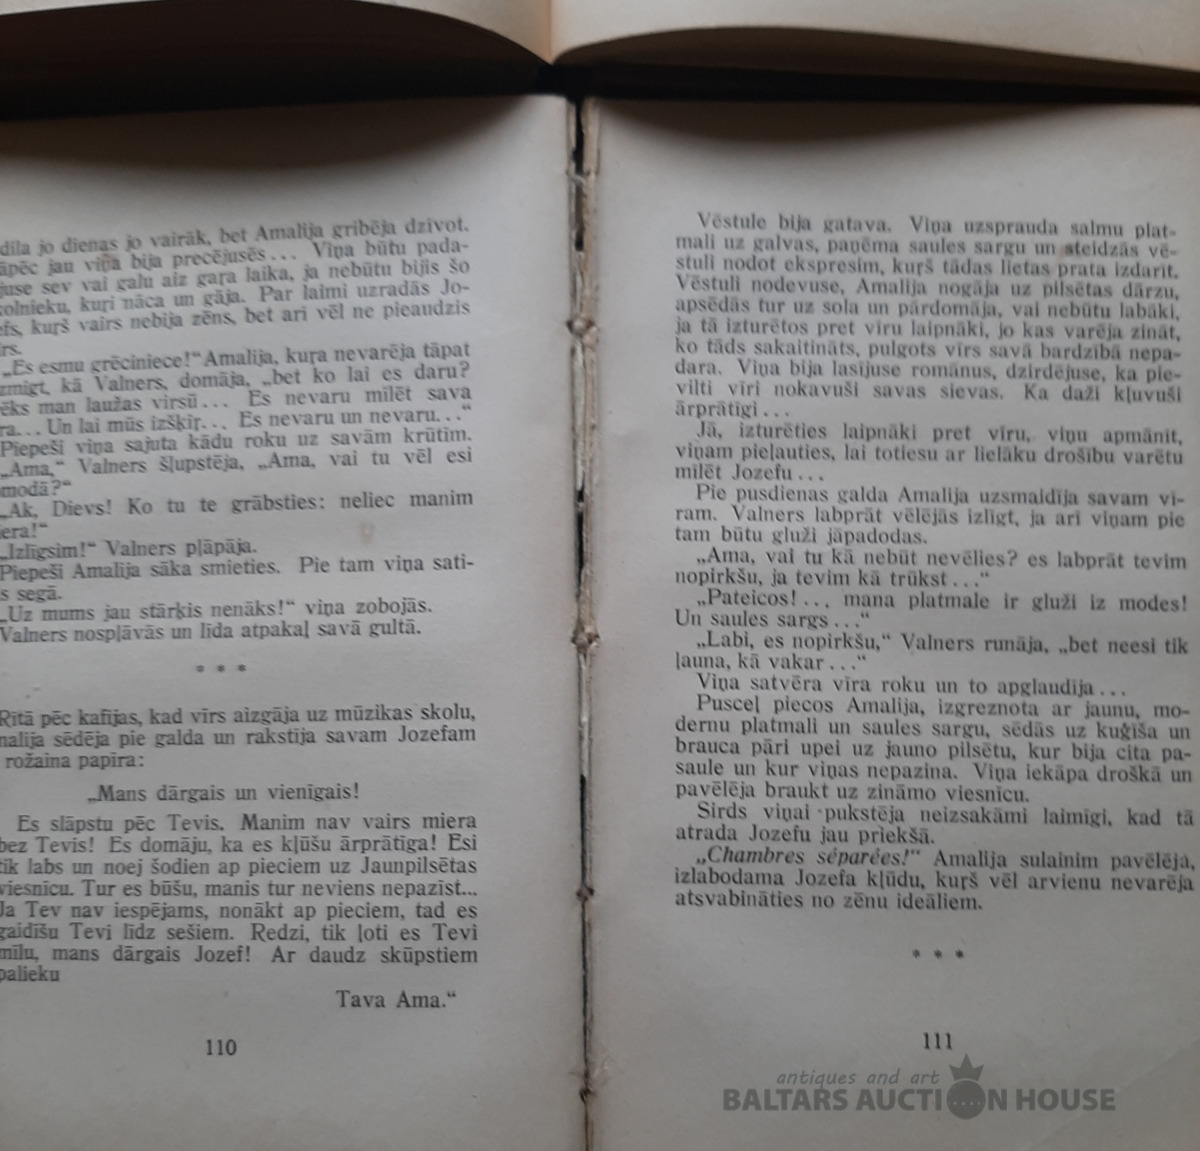 dīla jo dienas jo vairāk, bet Amalija gribēja dzīvot.
āpēc jau viņa bija precējusēs... Viņa būtu pada-
juse sev vai galu aiz gaŗa laika, ja nebūtu bijis šo
kolnieku, kuŗi nāca un gāja. Par laimi uzradās Jo-
efs, kuŗš vairs nebija zēns, bet arī vēl ne pieaudzis
īrs.
„Es esmu grēciniece!“ Amalija, kuŗa nevarēja tāpat
zmigt, kā Valners, domāja, „bet ko lai es daru?
ēks man laužas virsū... Es nevaru mīlēt sava
ra... Un lai mūs izšķiŗ... Es nevaru un nevaru...“
Piepeši viņa sajuta kādu roku uz savām krūtīm.
„Ama,“ Valners šļupstēja, „Ama, vai tu vēl esi
modā?“
„Ak, Dievs! Ko tu te grābsties: neliec manim
iera!“
„Izlīgsim!“ Valners pļāpāja.
Piepeši Amalija sāka smieties. Pie tam viņa sati-
s segā.
„Uz mums jau stārķis nenāks!“ viņa zobojās.
Valners nospļāvās un līda atpakaļ savā gultā.
* * *
Rītā pēc kafijas, kad vīrs aizgāja uz mūzikas skolu,
nalija sēdēja pie galda un rakstīja savam Jozefam
rožaina papīra:
„Mans dārgais un vienīgais!
Es slāpstu pēc Tevis. Manim nav vairs miera
bez Tevis! Es domāju, ka es kļūšu ārprātīga! Esi
tik labs un noej šodien ap pieciem uz Jaunpilsētas
viesnīcu. Tur es būšu, manis tur neviens nepazīst...
Ja Tev nav iespējams, nonākt ap pieciem, tad es
gaidīšu Tevi līdz sešiem. Redzi, tik ļoti es Tevi
mīlu, mans dārgais Jozef! Ar daudz skūpstiem
palieku
Tava Ama.“
110
Vēstule bija gatava. Viņa uzsprauda salmu plat-
mali uz galvas, paņēma saules sargu un steidzās vē-
stuli nodot ekspresim, kuŗš tādas lietas prata izdarīt.
Vēstuli nodevuse, Amalija nogāja uz pilsētas dārzu,
apsēdās tur uz sola un pārdomāja, vai nebūtu labāki,
ja tā izturētos pret vīru laipnāki, jo kas varēja zināt,
ko tāds sakaitināts, pulgots vīrs savā bardzībā nepa-
dara. Viņa bija lasījuse romānus, dzirdējuse, ka pie-
vilti vīri nokavuši savas sievas. Ka daži kļuvuši
ārprātīgi...
Jā, izturēties laipnāki pret vīru, viņu apmānīt,
viņam pieļauties, lai totiesu ar lielāku drošību varētu
mīlēt Jozefu...
Pie pusdienas galda Amalija uzsmaidīja savam vī-
ram. Valners labprāt vēlējās izlīgt, ja arī viņam pie
tam būtu gluži jāpadodas.
„Ama, vai tu kā nebūt nevēlies? es labprāt tevim
nopirkšu, ja tevim kā trūkst...“
„Pateicos!... mana platmale ir gluži iz modes!
Un saules sargs...“
„Labi, es nopirkšu,“ Valners runāja, „bet neesi tik
ļauna, kā vakar...“
Viņa satvēra vīra roku un to apglaudīja...
Pusceļ piecos Amalija, izgreznota ar jaunu, mo-
dernu platmali un saules sargu, sēdās uz kuģīša un
brauca pāri upei uz jauno pilsētu, kur bija cita pa-
saule un kur viņas nepazina. Viņa iekāpa droškā un
pavēlēja braukt uz zināmo viesnīcu.
Sirds viņai pukstēja neizsakāmi laimīgi, kad tā
atrada Jozefu jau priekšā.
„Chambres séparées!“ Amalija sulainim pavēlēja,
izlabodama Jozefa kļūdu, kuŗš vēl arvienu nevarēja
atsvabināties no zēnu ideāliem.
* * *
111
antiques and art
BALTARS AUCTION HOUSE